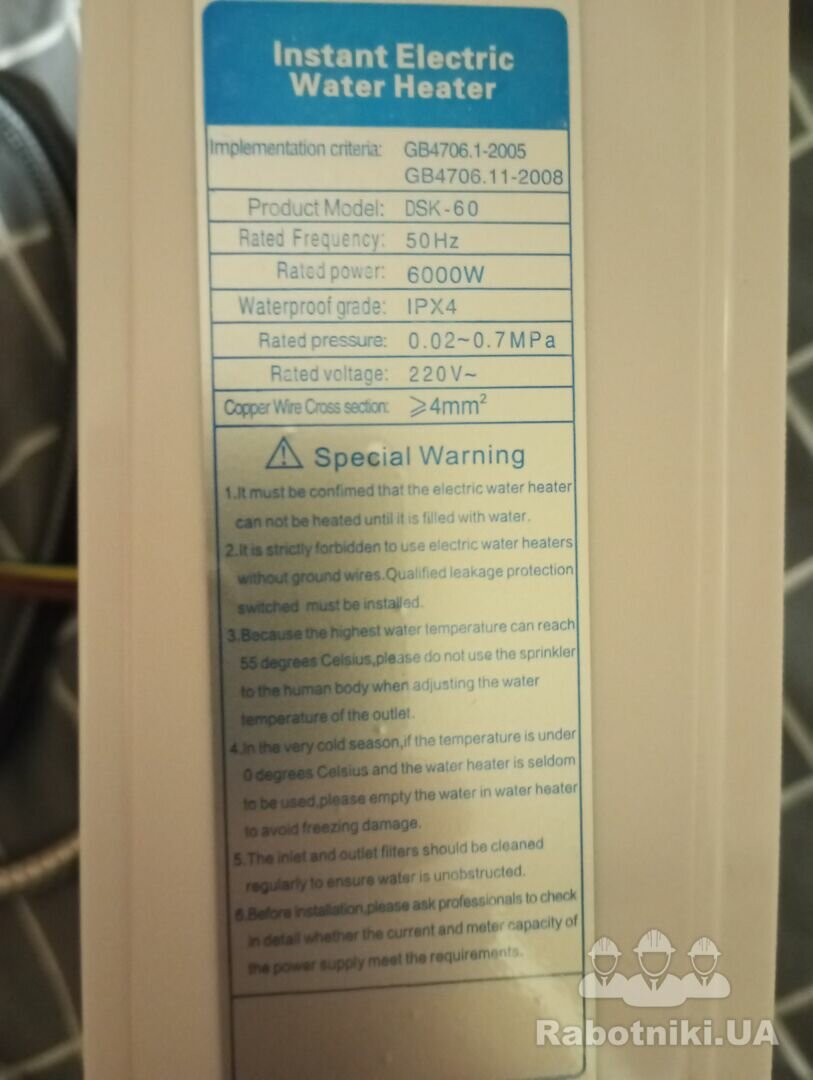 Instant Electric
Water Heater
Implementation criteria: GB4706.1-2005
GB4706.11-2008
Product Model: DSK-60
Rated Frequency: 50Hz
Rated power: 6000W
Waterproof grade: IPX4
Rated pressure: 0.02~0.7MPa
Rated voltage: 220V~
Copper Wire Cross section: ⩾4mm²
⚠ Special Warning
1.It must be confimed that the electric water heater
can not be heated until it is filled with water.
2.It is strictly forbidden to use electric water heaters
without ground wires.Qualified leakage protection
switched must be installed.
3.Because the highest water temperature can reach
55 degrees Celsius,please do not use the sprinkler
to the human body when adjusting the water
temperature of the outlet.
4.In the very cold season,if the temperature is under
0 degrees Celsius and the water heater is seldom
to be used,please empty the water in water heater
to avoid freezing damage.
5.The inlet and outlet filters should be cleaned
regularly to ensure water is unobstructed.
6.Before installation,please ask professionals to check
in detail whether the current and meter capacity of
the power supply meet the requirements.
Rabotniki.UA